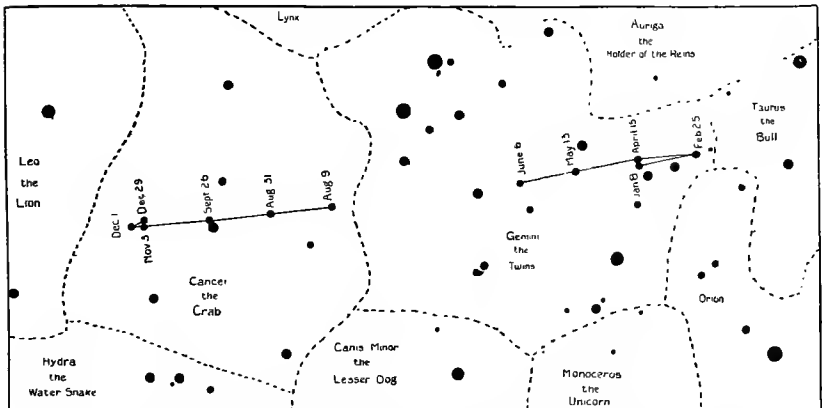 Lynx
Auriga
the
Holder of the Reins
Taurus
the
Bull
Leo
the
Lion
Dec 1
Dec 29
Nov 3
Sept 26
Aug 31
Aug 9
June 6
May 13
April 15
Jan 8
Feb 25
Cancer
the
Crab
Gemini
the
Twins
Orion
Hydra
the
Water Snake
Canis Minor
the
Lesser Dog
Monoceros
the
Unicorn